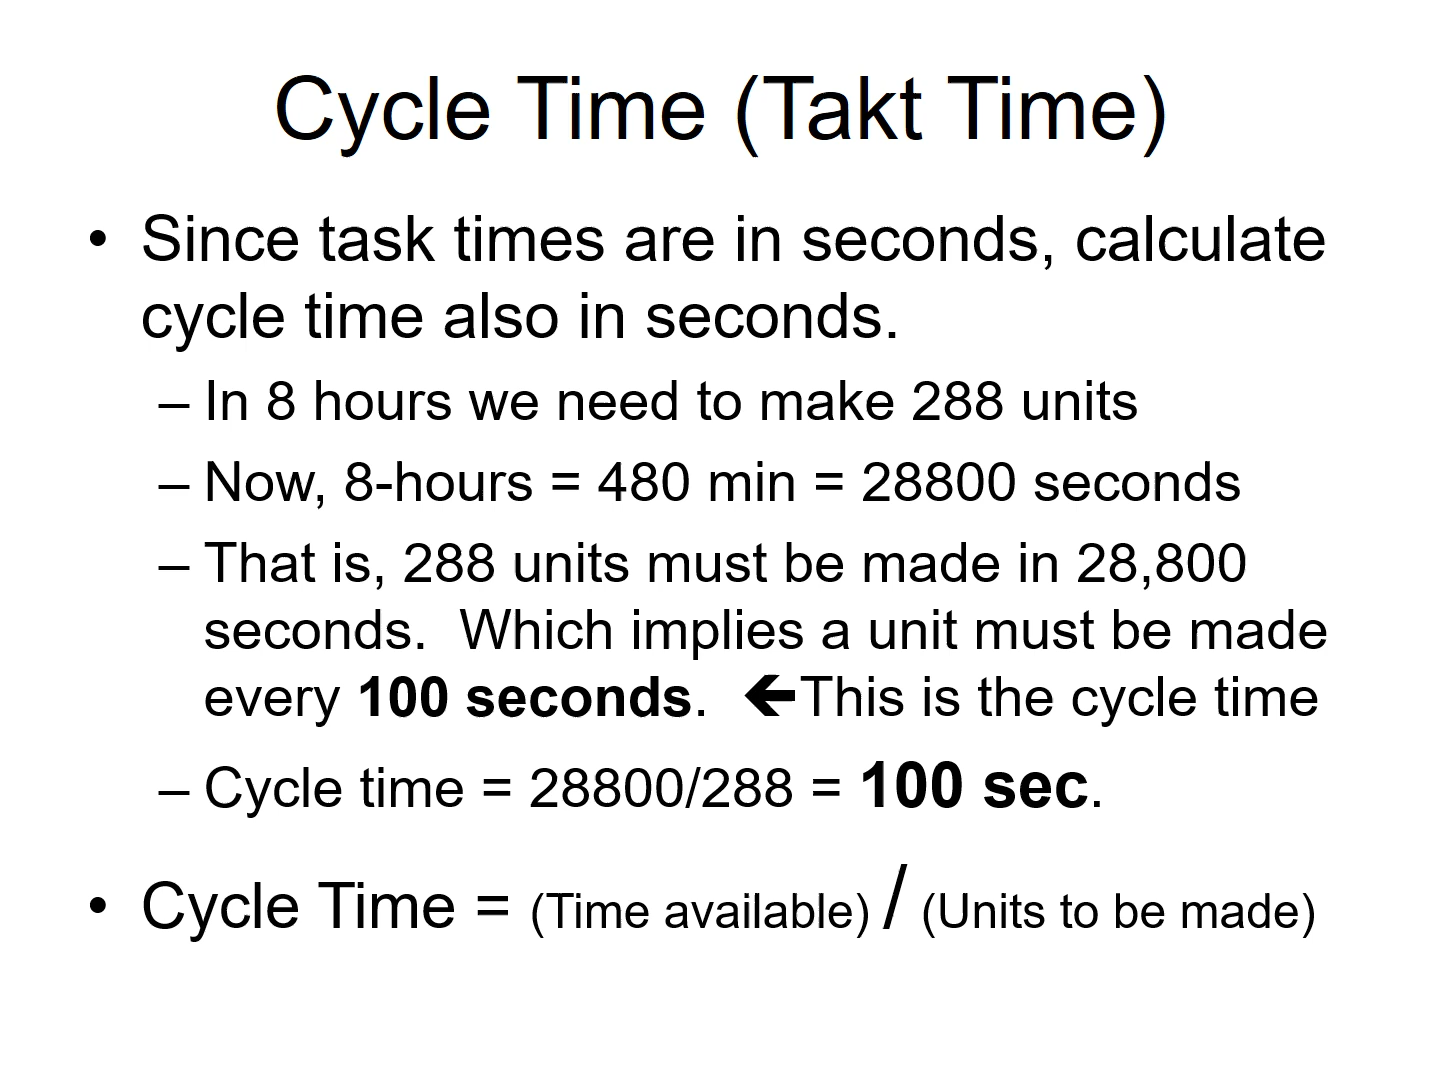 Cycle Time (Takt Time)
• Since task times are in seconds, calculate
cycle time also in seconds.
– In 8 hours we need to make 288 units
– Now, 8-hours = 480 min = 28800 seconds
– That is, 288 units must be made in 28,800
seconds.  Which implies a unit must be made
every 100 seconds.  🡸This is the cycle time
– Cycle time = 28800/288 = 100 sec.
• Cycle Time = (Time available) / (Units to be made)